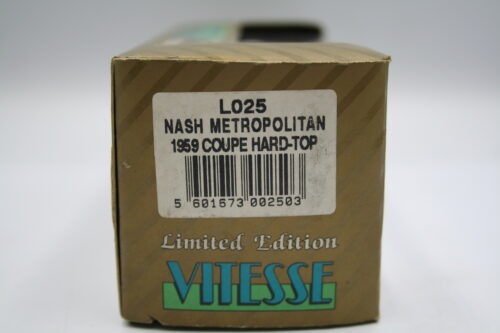 L025
NASH METROPOLITAN
1959 COUPE HARD-TOP
5 601673 002503
Limited Edition
VITESSE